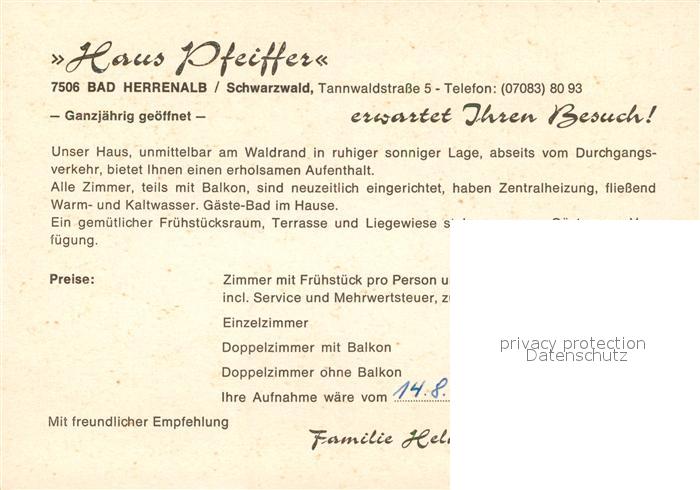 »Haus Pfeiffer«
7506 BAD HERRENALB / Schwarzwald, Tannwaldstraße 5 - Telefon: (07083) 80 93
— Ganzjährig geöffnet — erwartet Ihren Besuch!
Unser Haus, unmittelbar am Waldrand in ruhiger sonniger Lage, abseits vom Durchgangs-
verkehr, bietet Ihnen einen erholsamen Aufenthalt.
Alle Zimmer, teils mit Balkon, sind neuzeitlich eingerichtet, haben Zentralheizung, fließend
Warm- und Kaltwasser. Gäste-Bad im Hause.
Ein gemütlicher Frühstücksraum, Terrasse und Liegewiese
fügung.
Preise: Zimmer mit Frühstück pro Person
incl. Service und Mehrwertsteuer,
Einzelzimmer
Doppelzimmer mit Balkon
Doppelzimmer ohne Balkon
Ihre Aufnahme wäre vom 14.8.
Mit freundlicher Empfehlung
Familie
privacy protection
Datenschutz